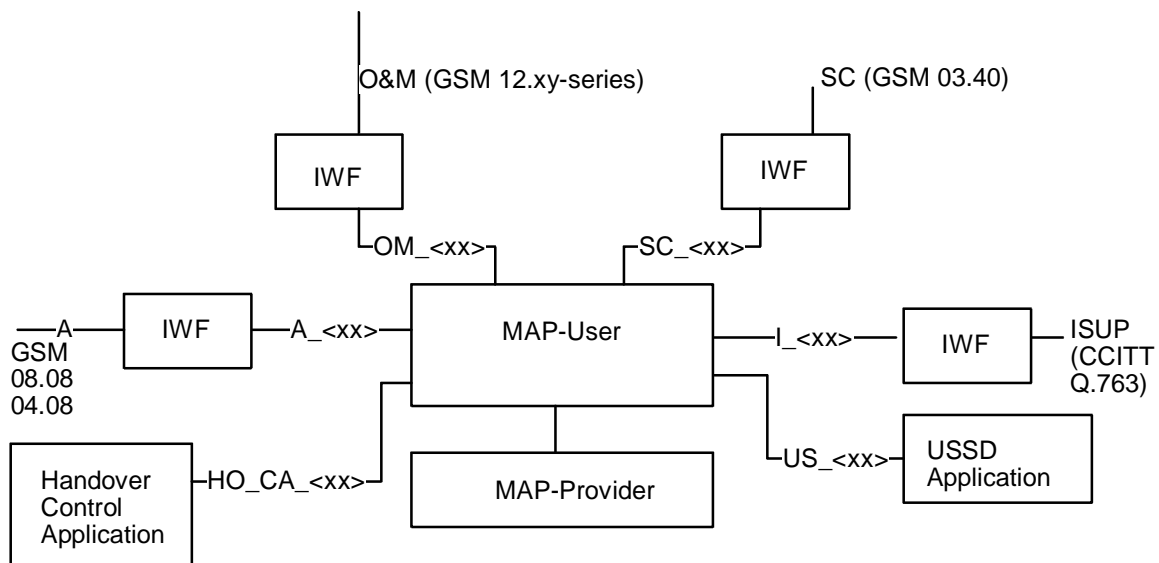 O&M (GSM 12.xy-series)
SC (GSM 03.40)
IWF
IWF
OM_<xx>
SC_<xx>
A
IWF
A_<xx>
MAP-User
I_<xx>
IWF
ISUP
(CCITT
Q.763)
GSM
08.08
04.08
Handover
Control
Application
HO_CA_<xx>
MAP-Provider
US_<xx>
USSD
Application